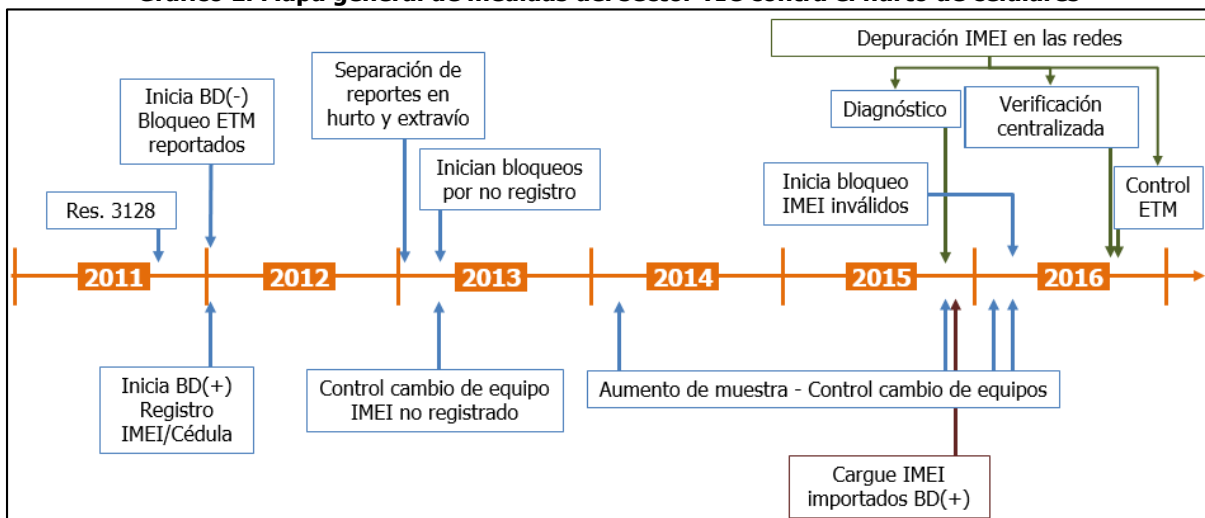 Depuración IMEI en las redes
Separación de
reportes en
hurto y extravío
Inicia BD(-)
Bloqueo ETM
reportados
Diagnóstico
Verificación
centralizada
Inician bloqueos
por no registro
Inicia bloqueo
IMEI inválidos
Control
ETM
Res. 3128
2011
2012
2013
2014
2015
2016
Inicia BD(+)
Registro
IMEI/Cédula
Control cambio de equipo
IMEI no registrado
Aumento de muestra - Control cambio de equipos
Cargue IMEI
importados BD(+)